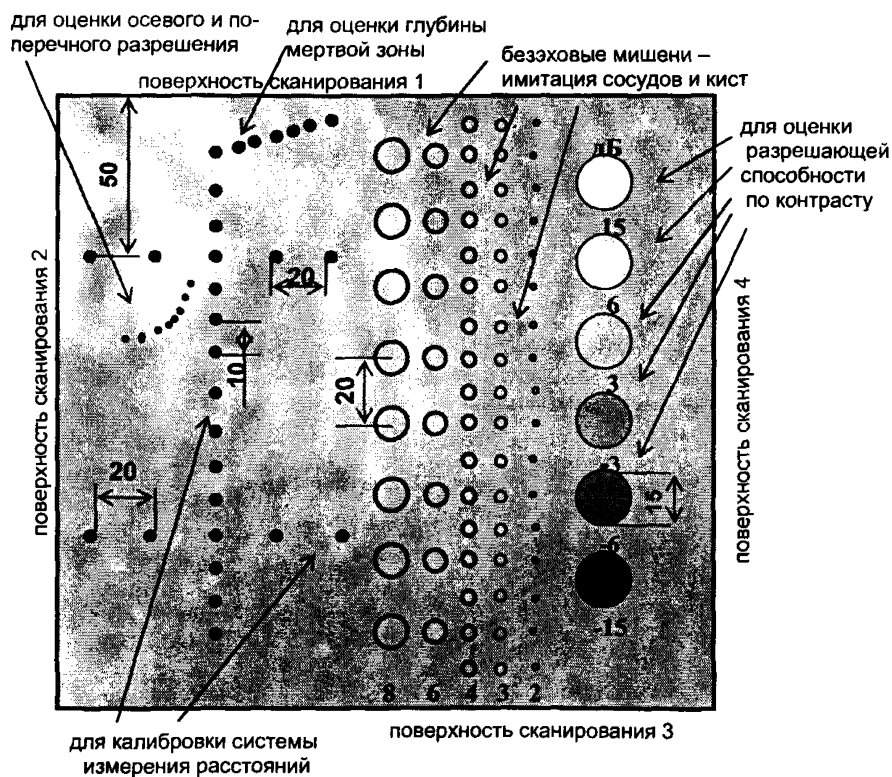 для оценки осевого и по-
перечного разрешения
для оценки глубины
мертвой зоны
безэховые мишени –
имитация сосудов и кист
поверхность сканирования 1
для оценки
разрешающей
способности
по контрасту
поверхность сканирования 2
поверхность сканирования 4
50
20
10
20
20
дБ
15
6
3
-3
15
-6
-15
8 6 4 3 2
поверхность сканирования 3
для калибровки системы
измерения расстояний